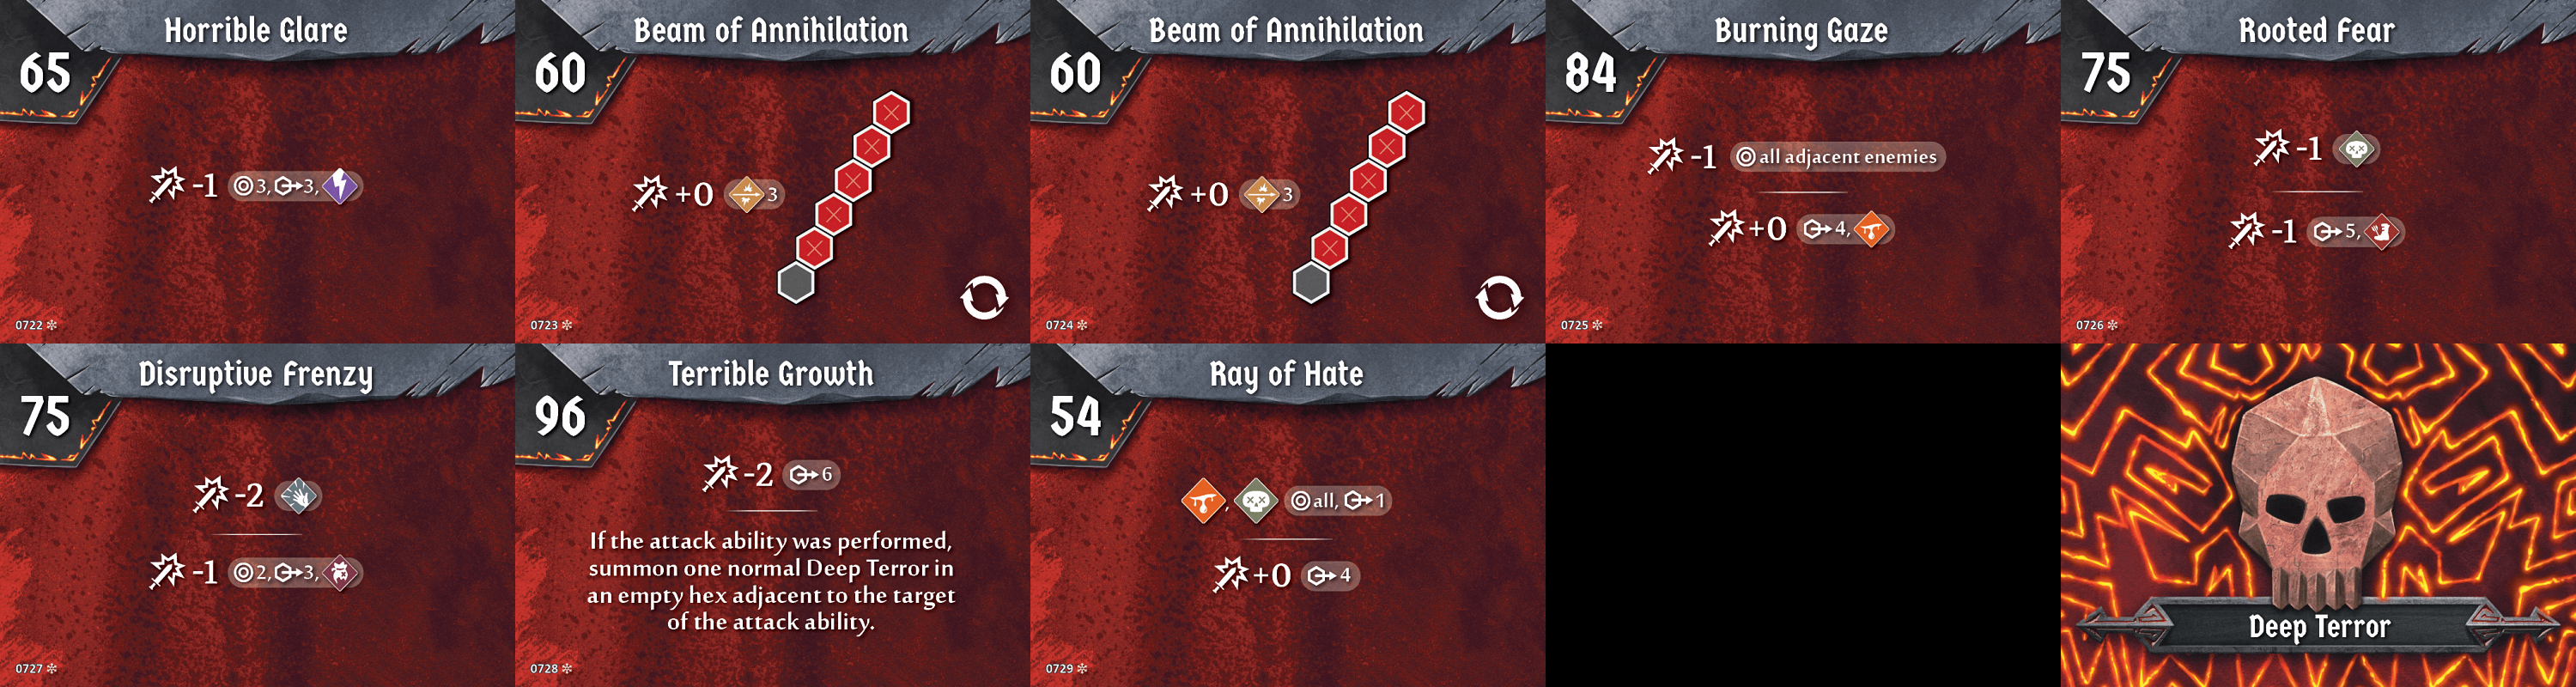 Horrible Glare
65
-1 3, 3,
0722
Beam of Annihilation
60
+0 3
0723
Beam of Annihilation
60
+0 3
0724
Burning Gaze
84
-1 all adjacent enemies
+0 4,
0725
Rooted Fear
75
-1
-1 5,
0726
Disruptive Frenzy
75
-2
-1 2, 3,
0727
Terrible Growth
96
-2 6
If the attack ability was performed,
summon one normal Deep Terror in
an empty hex adjacent to the target
of the attack ability.
0728
Ray of Hate
54
, all, 1
+0 4
0729
Deep Terror